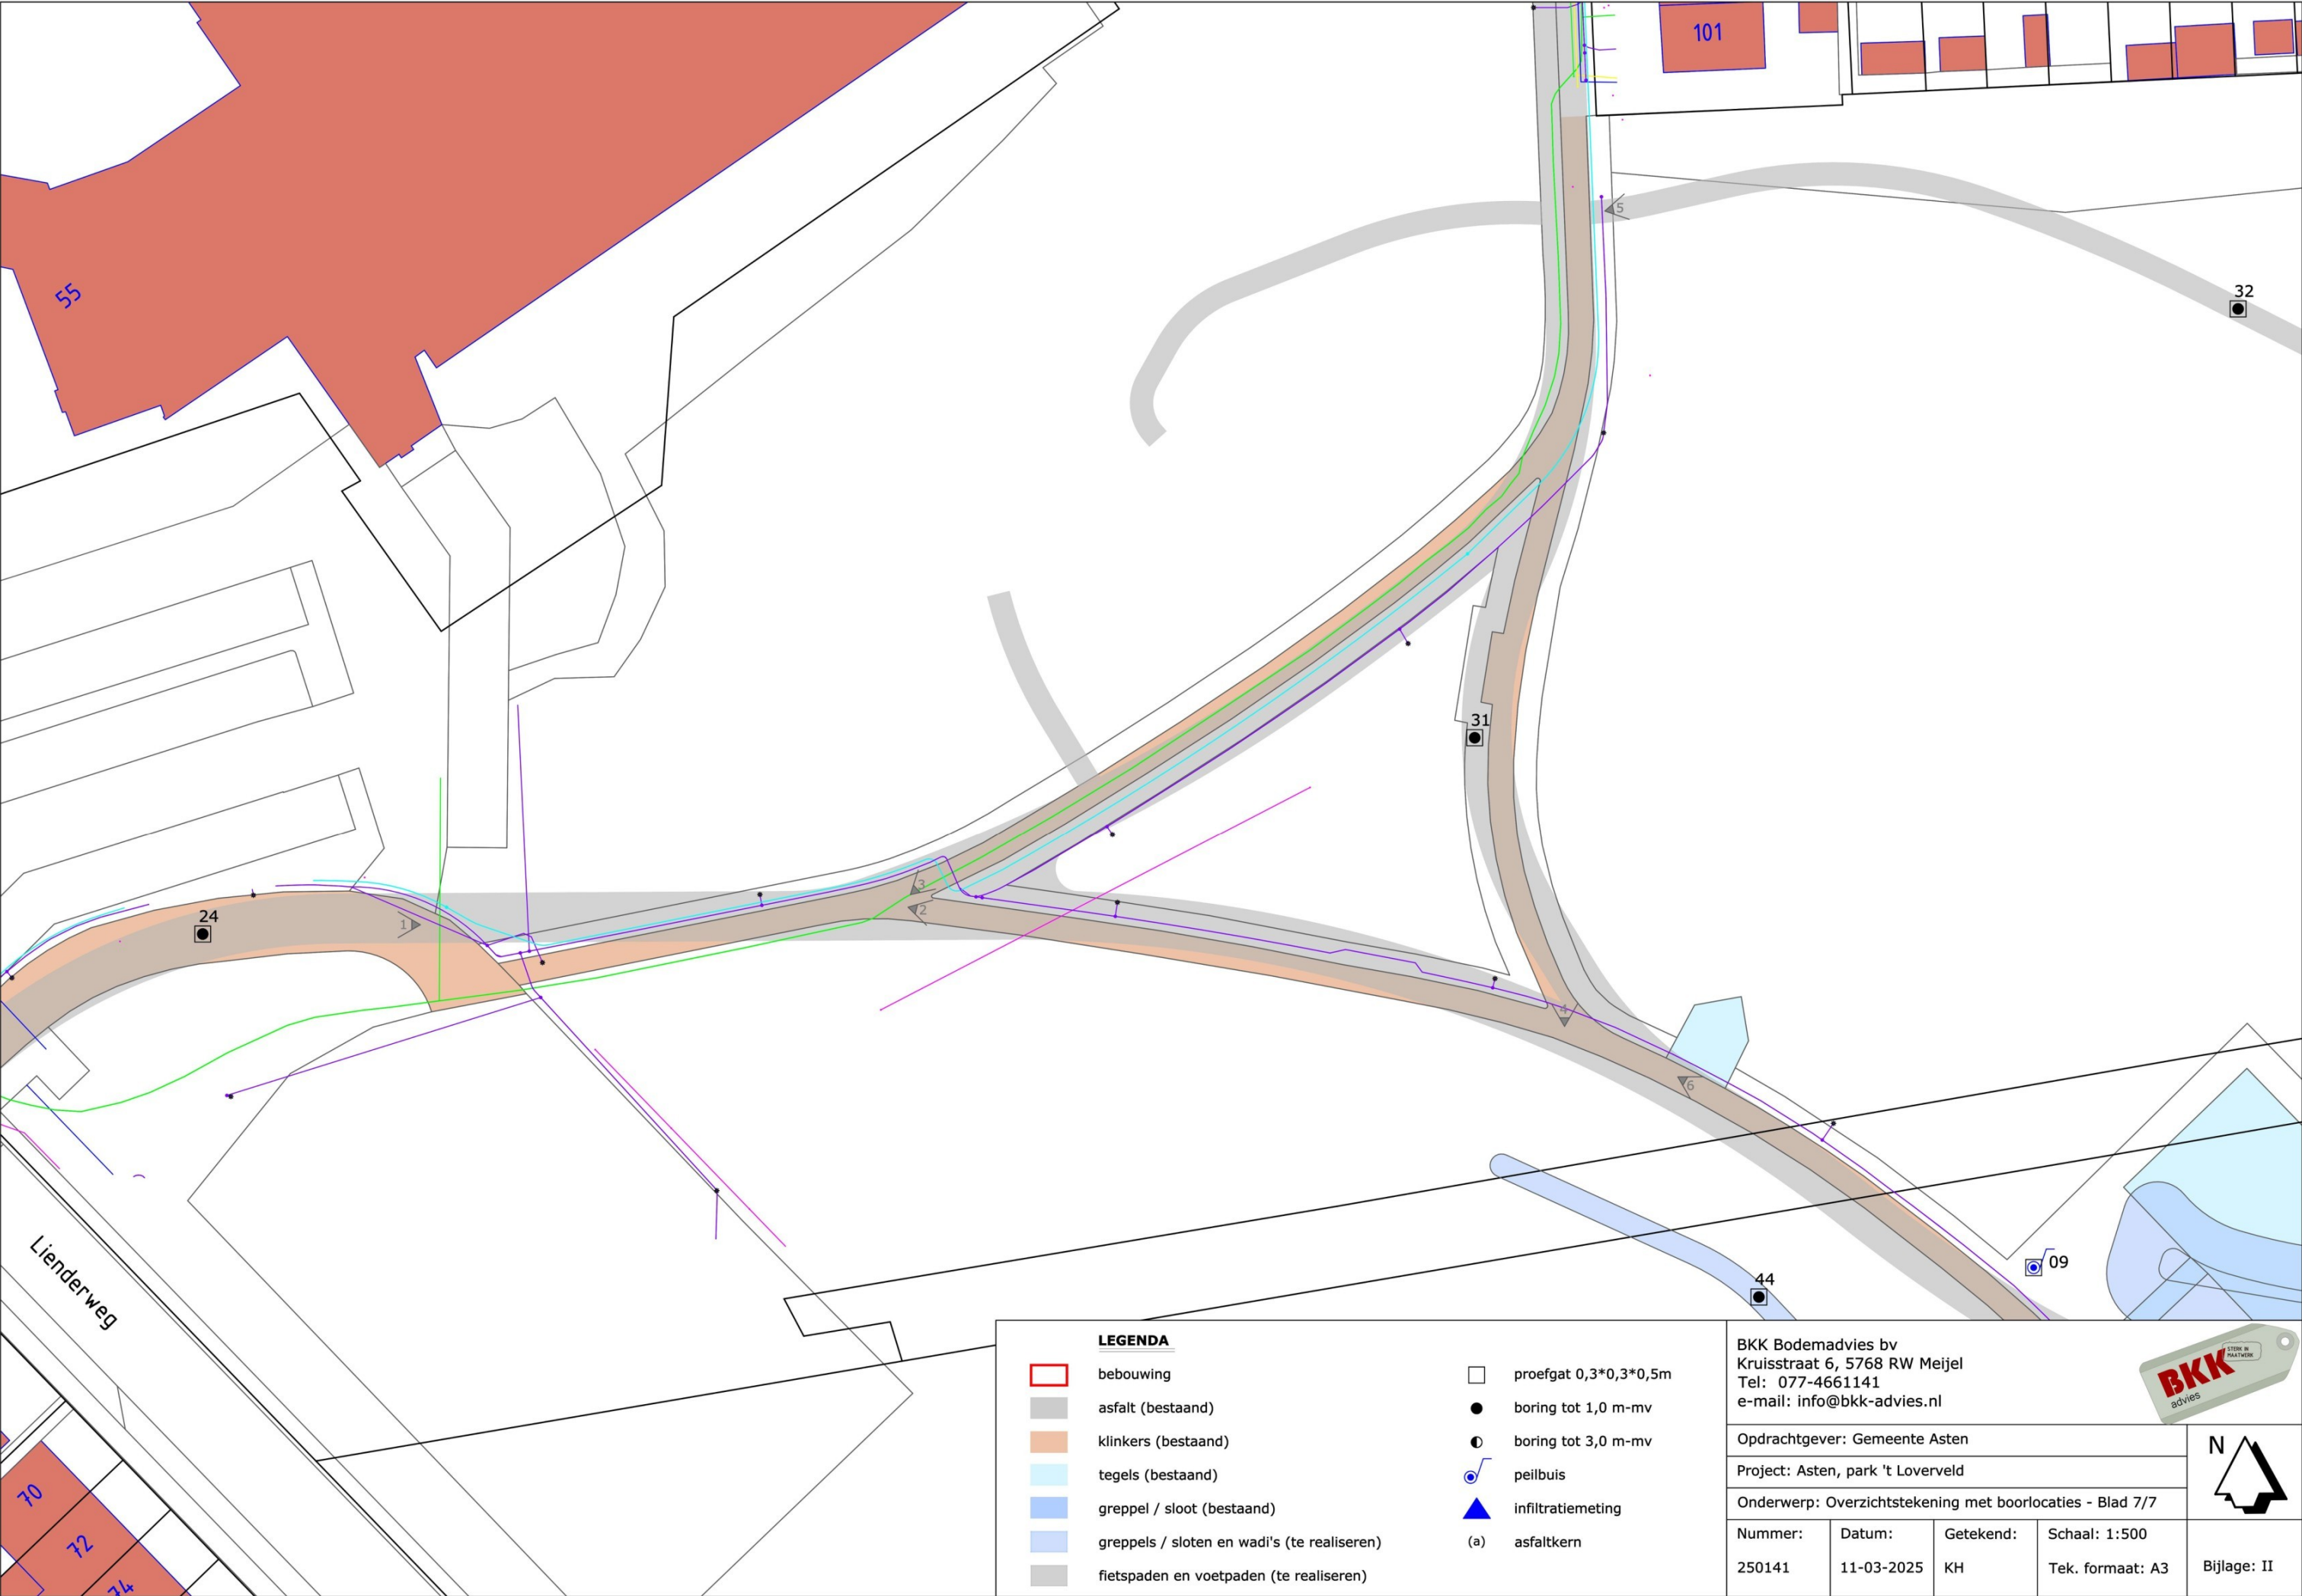 101
55
5
32
31
24
1
3
2
4
6
09
44
Lienderweg
70
72
74
LEGENDA
bebouwing
asfalt (bestaand)
klinkers (bestaand)
tegels (bestaand)
greppel / sloot (bestaand)
greppels / sloten en wadi's (te realiseren)
fietspaden en voetpaden (te realiseren)
proefgat 0,3*0,3*0,5m
boring tot 1,0 m-mv
boring tot 3,0 m-mv
peilbuis
infiltratiemeting
(a) asfaltkern
BKK Bodemadvies bv
Kruisstraat 6, 5768 RW Meijel
Tel: 077-4661141
e-mail: info@bkk-advies.nl
STERK IN
MAATWERK
BKK
advies
Opdrachtgever: Gemeente Asten
Project: Asten, park 't Loverveld
Onderwerp: Overzichtstekening met boorlocaties - Blad 7/7
N
Nummer: Datum: Getekend: Schaal: 1:500
250141 11-03-2025 KH Tek. formaat: A3 Bijlage: II